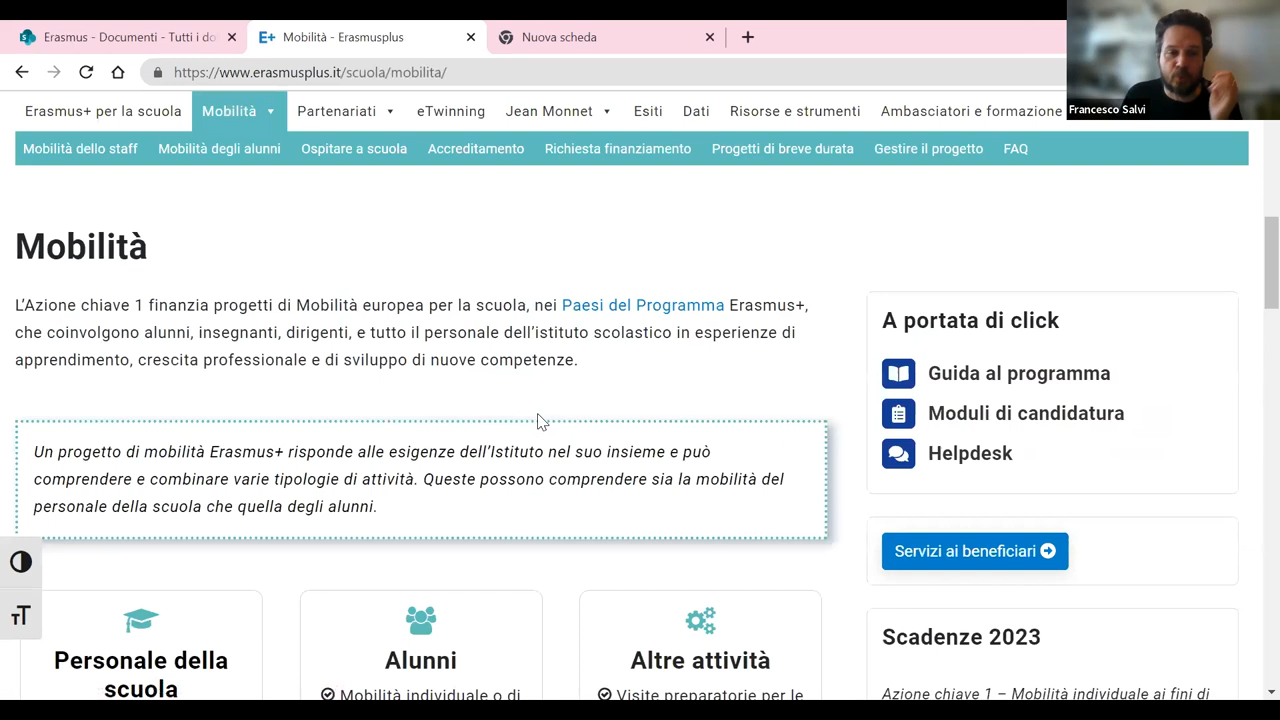 Erasmus - Documenti - Tutti i do
Mobilità - Erasmusplus
Nuova scheda
https://www.erasmusplus.it/scuola/mobilita/
Francesco Salvi
Erasmus+ per la scuola
Mobilità
Partenariati
eTwinning
Jean Monnet
Esiti
Dati
Risorse e strumenti
Ambasciatori e formazione
Mobilità dello staff
Mobilità degli alunni
Ospitare a scuola
Accreditamento
Richiesta finanziamento
Progetti di breve durata
Gestire il progetto
FAQ
Mobilità
L'Azione chiave 1 finanzia progetti di Mobilità europea per la scuola, nei Paesi del Programma Erasmus+,
che coinvolgono alunni, insegnanti, dirigenti, e tutto il personale dell'istituto scolastico in esperienze di
apprendimento, crescita professionale e di sviluppo di nuove competenze.
Un progetto di mobilità Erasmus+ risponde alle esigenze dell'Istituto nel suo insieme e può
comprendere e combinare varie tipologie di attività. Queste possono comprendere sia la mobilità del
personale della scuola che quella degli alunni.
Personale della
scuola
Alunni
Mobilità individuale o di
Altre attività
Visite preparatorie per le
A portata di click
Guida al programma
Moduli di candidatura
Helpdesk
Servizi ai beneficiari
Scadenze 2023
Azione chiave 1 – Mobilità individuale ai fini di